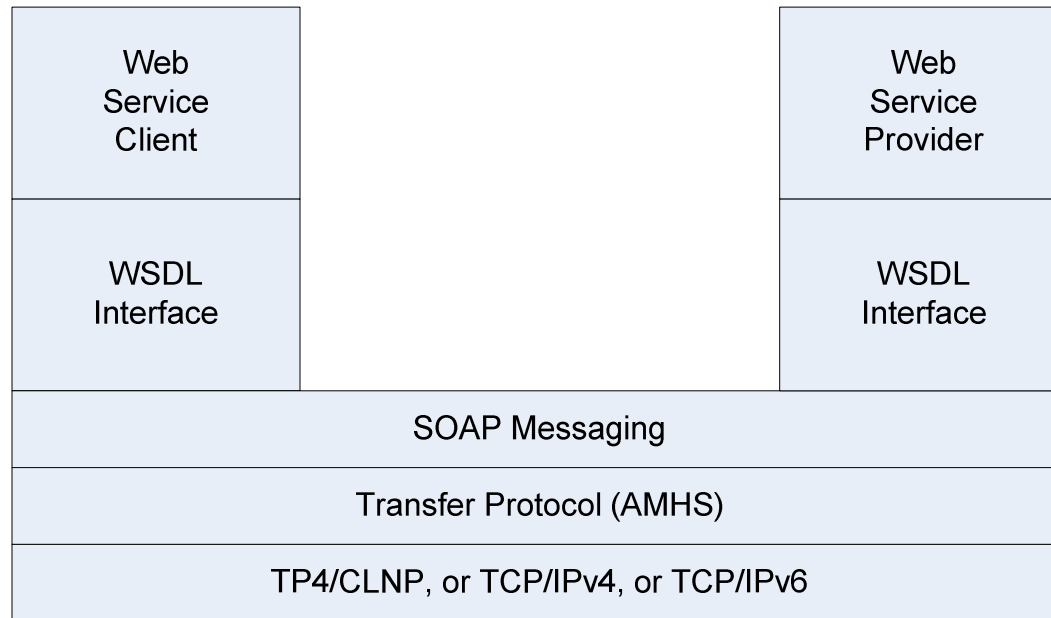 Web
Service
Client
Web
Service
Provider
WSDL
Interface
WSDL
Interface
SOAP Messaging
Transfer Protocol (AMHS)
TP4/CLNP, or TCP/IPv4, or TCP/IPv6